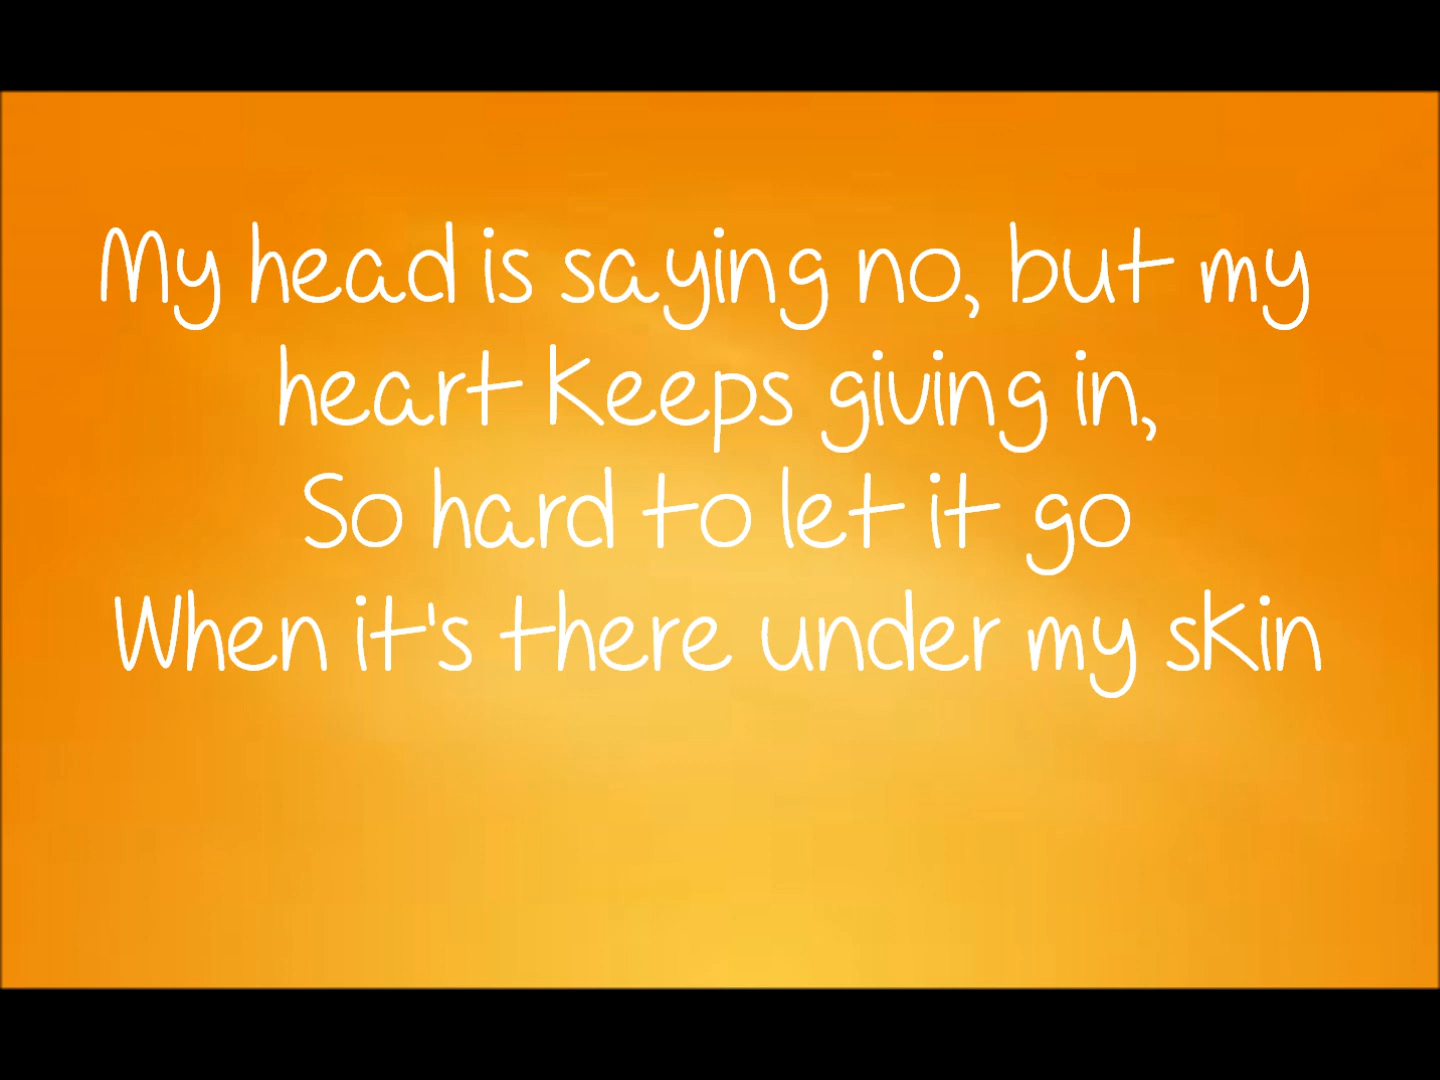 My head is saying no, but my
heart keeps giving in,
So hard to let it go
When it's there under my skin